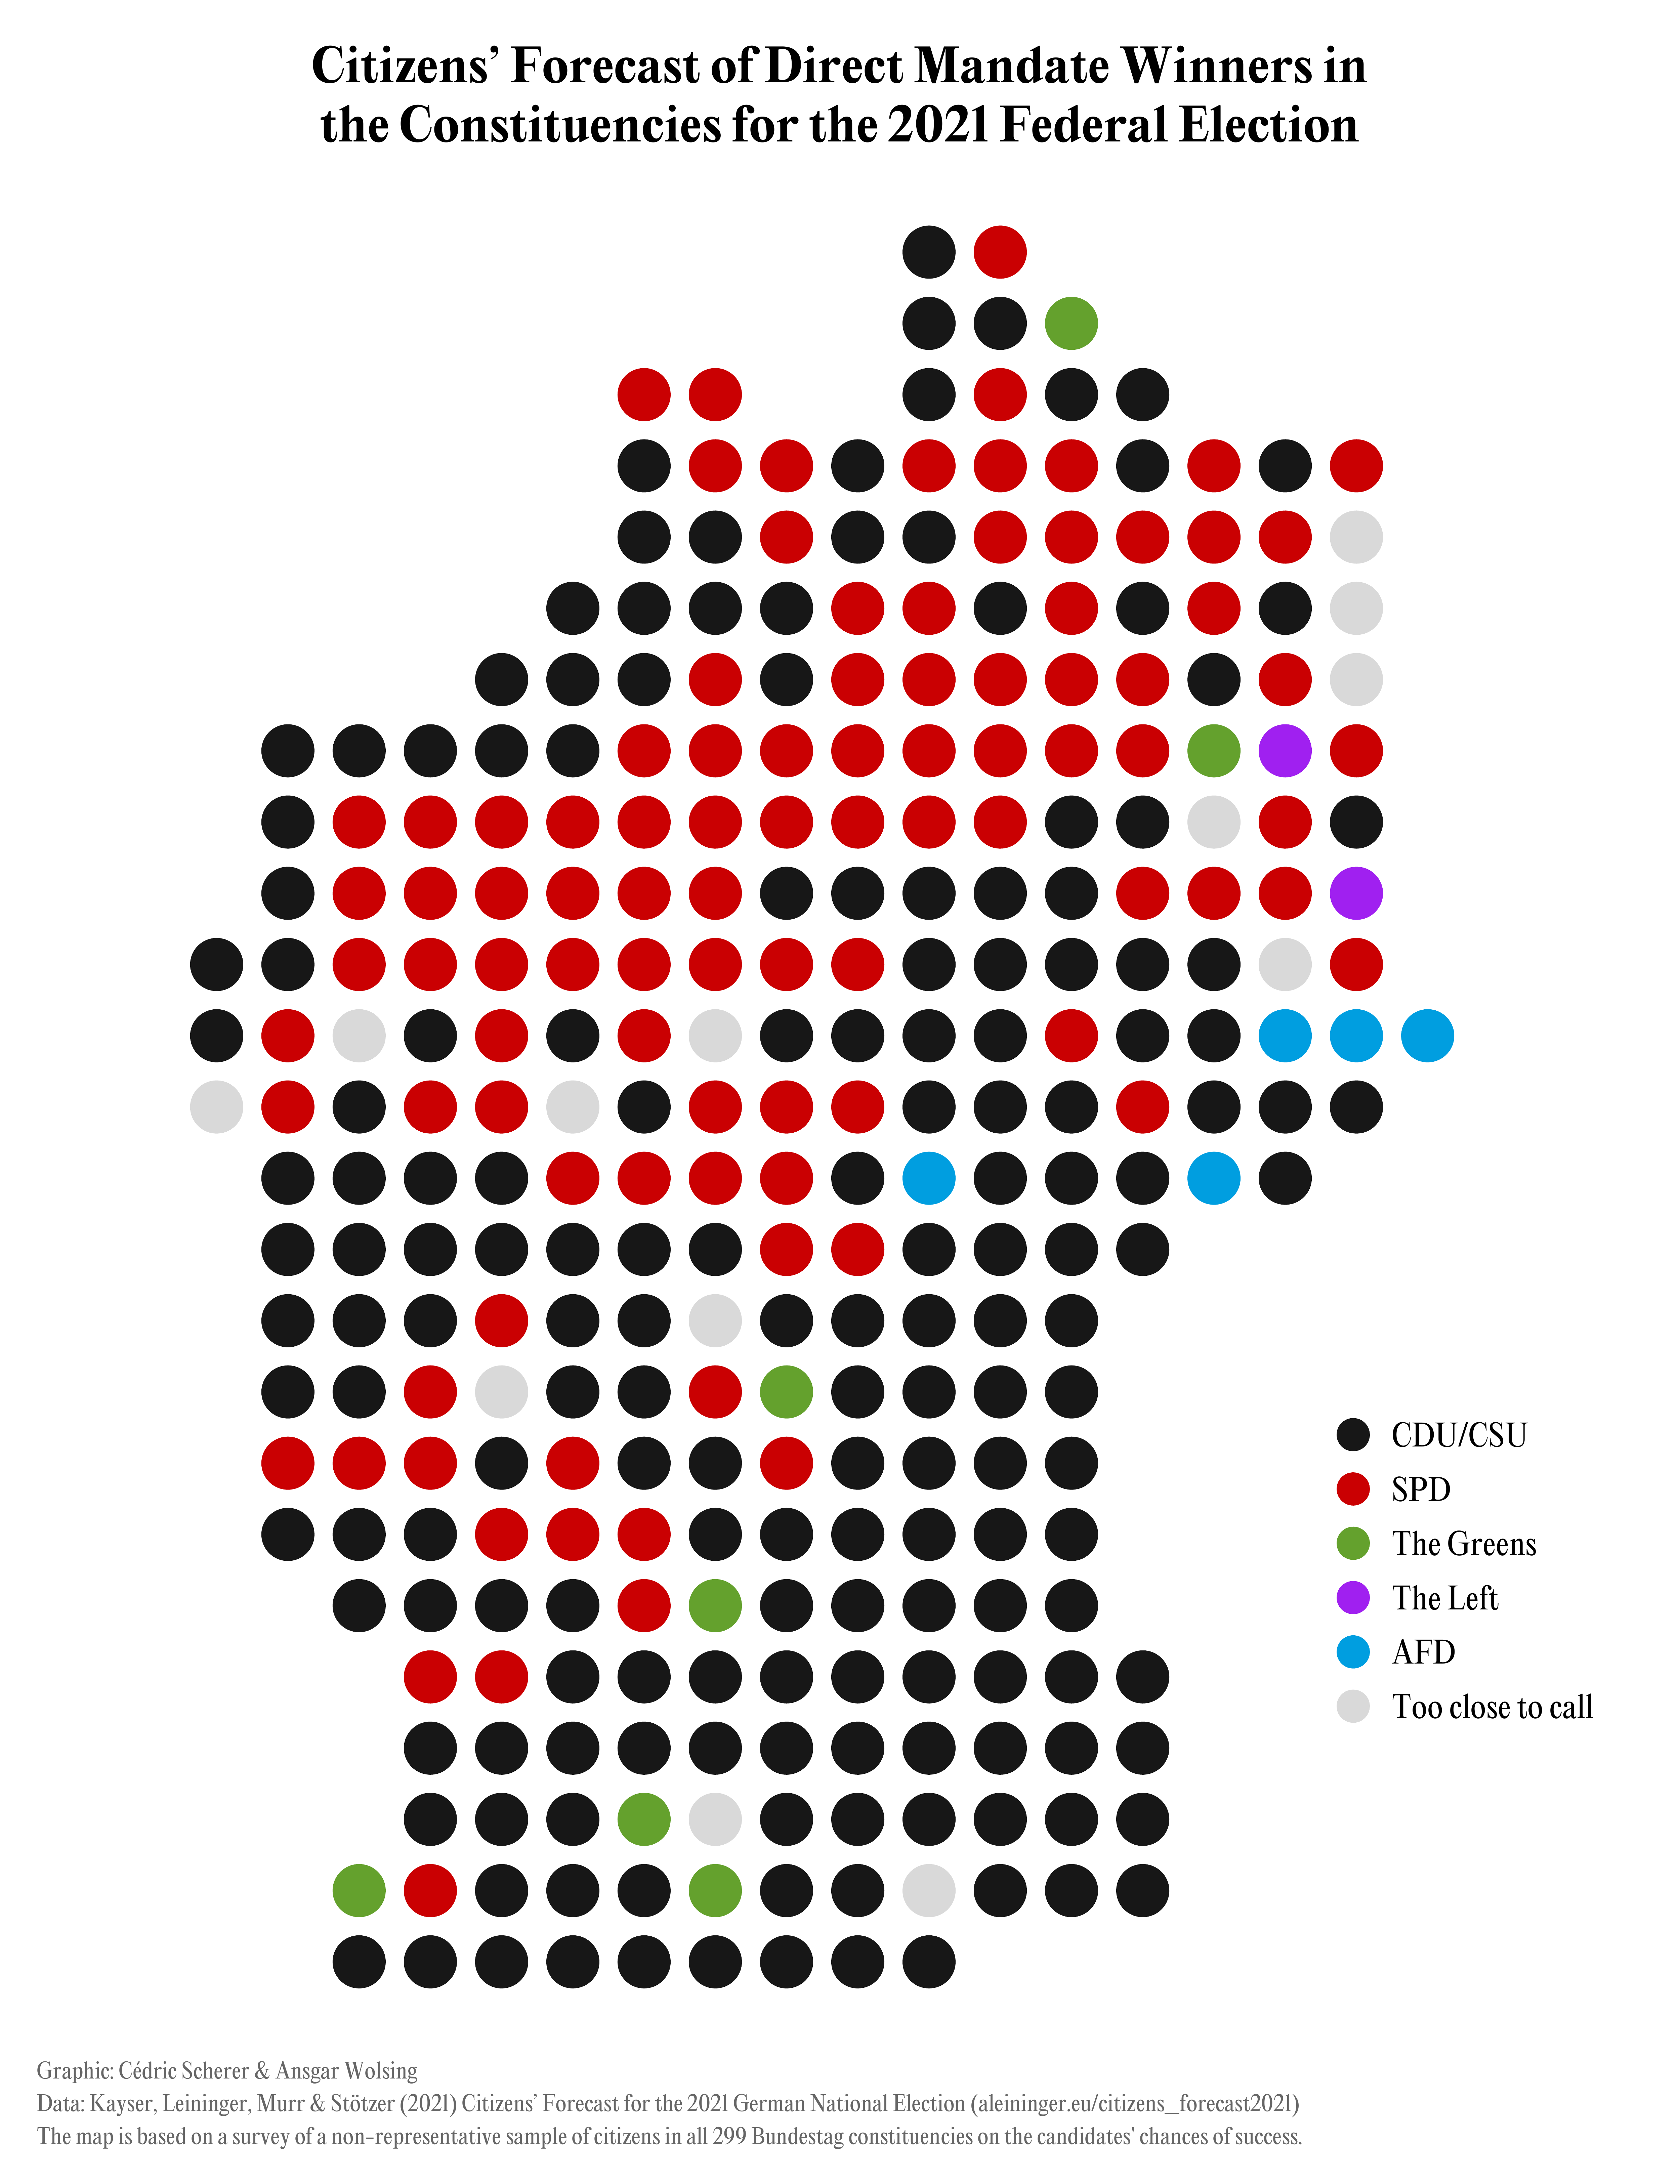 Citizens’ Forecast of Direct Mandate Winners in
the Constituencies for the 2021 Federal Election
CDU/CSU
SPD
The Greens
The Left
AFD
Too close to call
Graphic: Cédric Scherer & Ansgar Wolsing
Data: Kayser, Leininger, Murr & Stötzer (2021) Citizens’ Forecast for the 2021 German National Election (aleininger.eu/citizens_forecast2021)
The map is based on a survey of a non-representative sample of citizens in all 299 Bundestag constituencies on the candidates' chances of success.